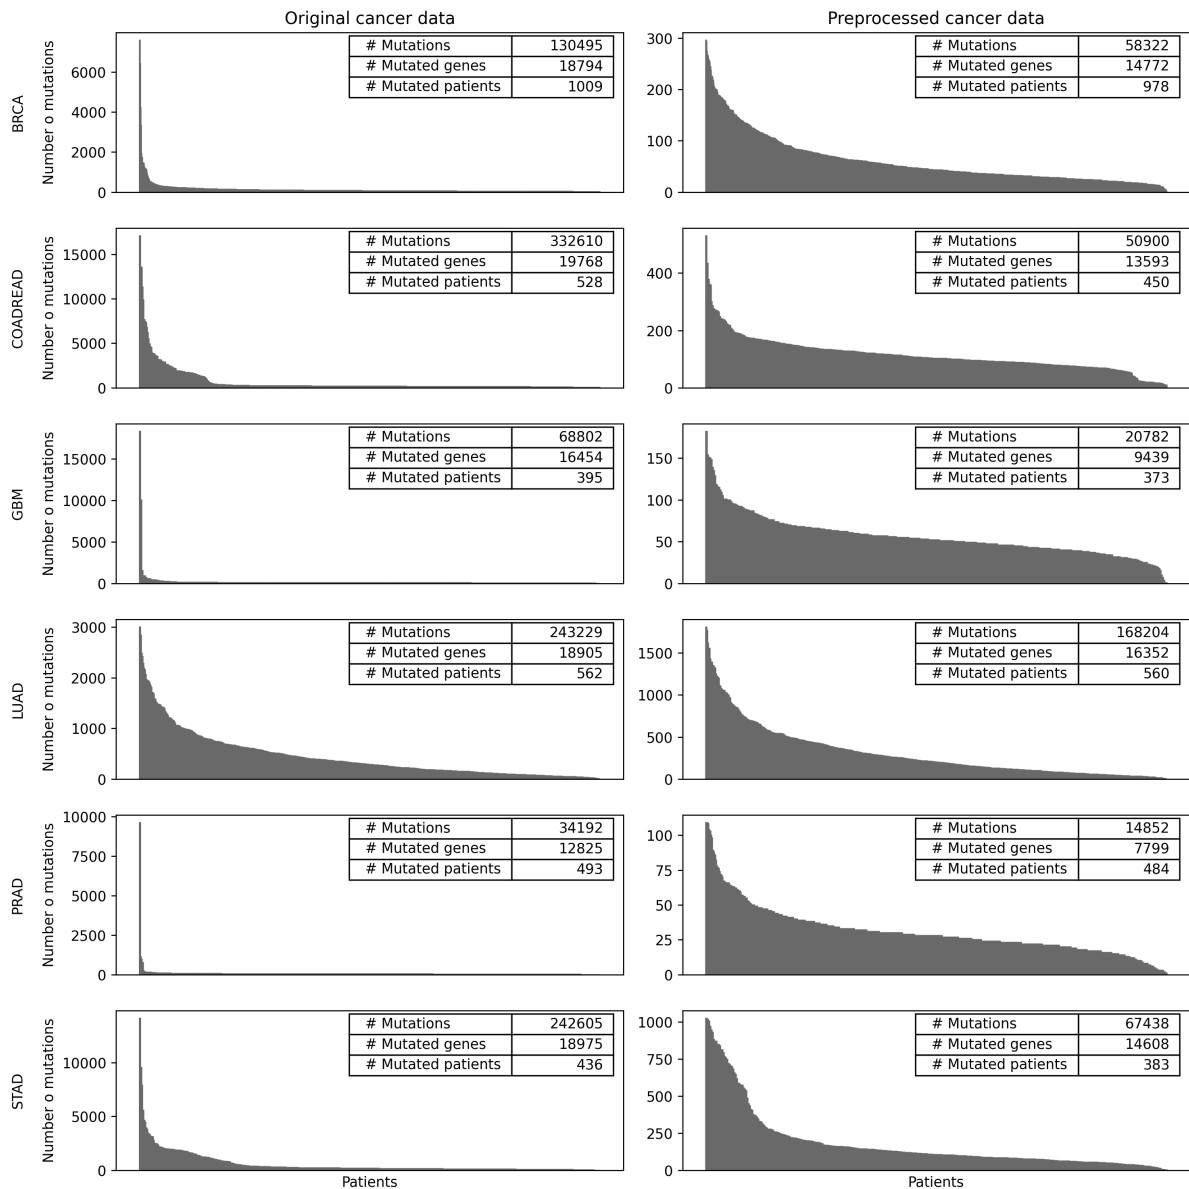 Original cancer data
Preprocessed cancer data
BRCA
Number o mutations
6000
4000
2000
0
# Mutations 130495
# Mutated genes 18794
# Mutated patients 1009
300
200
100
0
# Mutations 58322
# Mutated genes 14772
# Mutated patients 978
COADREAD
Number o mutations
15000
10000
5000
0
# Mutations 332610
# Mutated genes 19768
# Mutated patients 528
400
200
0
# Mutations 50900
# Mutated genes 13593
# Mutated patients 450
GBM
Number o mutations
15000
10000
5000
0
# Mutations 68802
# Mutated genes 16454
# Mutated patients 395
150
100
50
0
# Mutations 20782
# Mutated genes 9439
# Mutated patients 373
LUAD
Number o mutations
3000
2000
1000
0
# Mutations 243229
# Mutated genes 18905
# Mutated patients 562
1500
1000
500
0
# Mutations 168204
# Mutated genes 16352
# Mutated patients 560
PRAD
Number o mutations
10000
7500
5000
2500
0
# Mutations 34192
# Mutated genes 12825
# Mutated patients 493
100
75
50
25
0
# Mutations 14852
# Mutated genes 7799
# Mutated patients 484
STAD
Number o mutations
10000
5000
0
# Mutations 242605
# Mutated genes 18975
# Mutated patients 436
1000
750
500
250
0
# Mutations 67438
# Mutated genes 14608
# Mutated patients 383
Patients
Patients